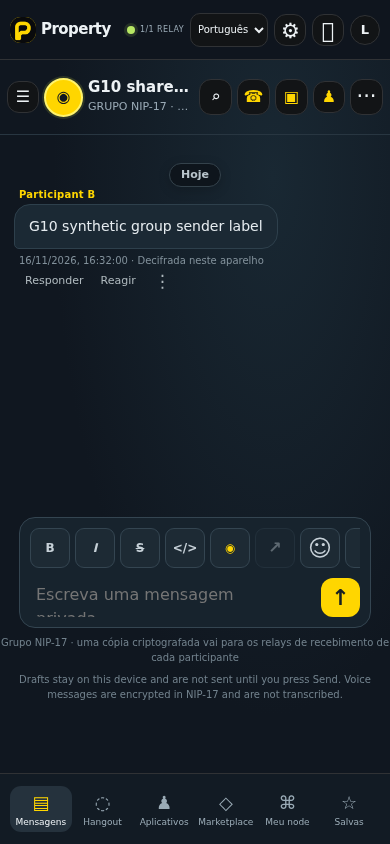 Property
1/1 RELAY
Português
L
G10 share...
GRUPO NIP-17 · ...
Hoje
Participant B
G10 synthetic group sender label
16/11/2026, 16:32:00 · Decifrada neste aparelho
Responder Reagir
B I S </>
Escreva uma mensagem
privada
Grupo NIP-17 · uma cópia criptografada vai para os relays de recebimento de
cada participante
Drafts stay on this device and are not sent until you press Send. Voice
messages are encrypted in NIP-17 and are not transcribed.
Mensagens Hangout Aplicativos Marketplace Meu node Salvas